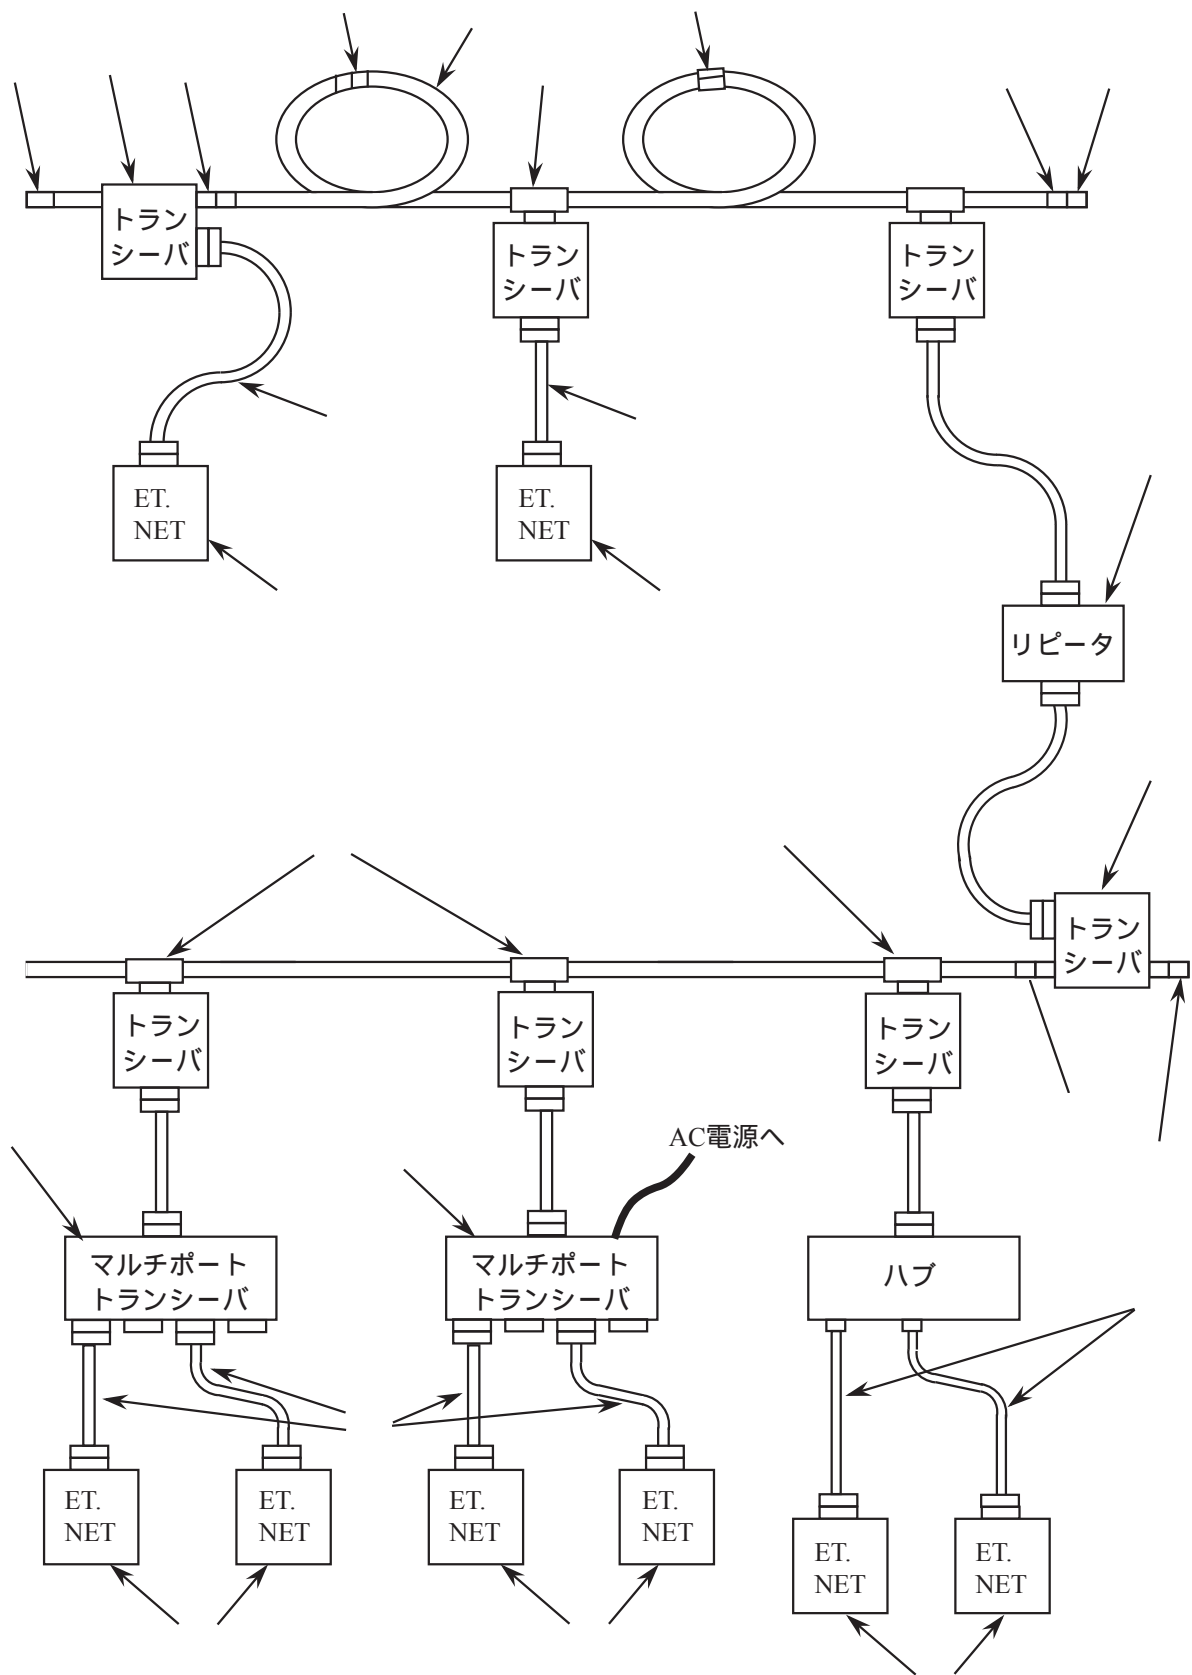 トラン
シーバ
トラン
シーバ
トラン
シーバ
ET.
NET
ET.
NET
リピータ
トラン
シーバ
トラン
シーバ
トラン
シーバ
トラン
シーバ
AC電源へ
マルチポート
トランシーバ
マルチポート
トランシーバ
ハブ
ET.
NET
ET.
NET
ET.
NET
ET.
NET
ET.
NET
ET.
NET